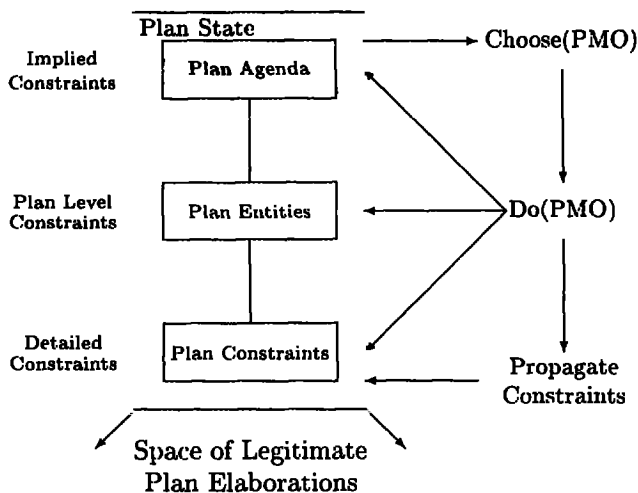 Plan State
Implied
Constraints
Plan Agenda
Choose(PMO)
Plan Level
Constraints
Plan Entities
Do(PMO)
Detailed
Constraints
Plan Constraints
Propagate
Constraints
Space of Legitimate
Plan Elaborations